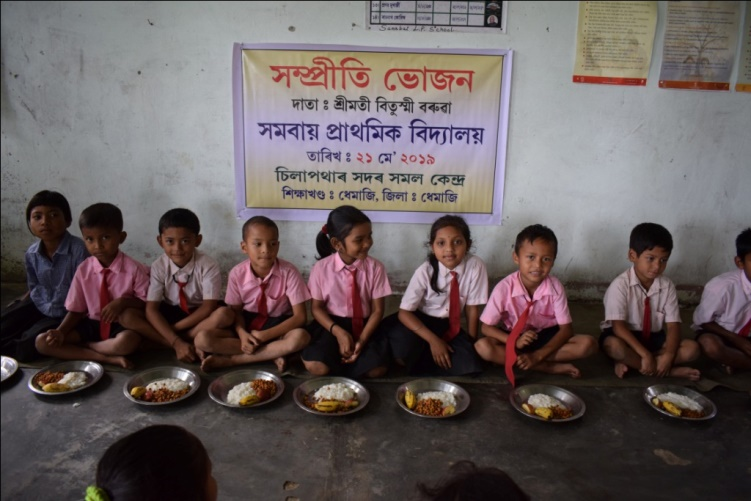 সম্প্ৰীতি ভোজন
দাতা : শ্ৰীমতী বিতুস্মী বৰুৱা
সমবায় প্ৰাথমিক বিদ্যালয়
তাৰিখ : ২১ মে' ২০১৯
চিলাপথাৰ সদৰ সমল কেন্দ্ৰ
শিক্ষাখণ্ড : ধেমাজি, জিলা : ধেমাজি